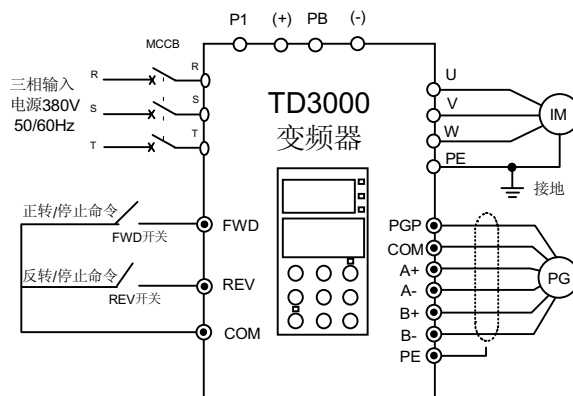 P1 (+) PB (-)
MCCB
R R
三相输入
电源380V
50/60Hz
S S
T T
TD3000
变频器
U
V
W
PE
IM
接地
正转/停止命令
FWD开关
FWD
反转/停止命令
REV开关
REV
COM
PGP
COM
A+
A-
B+
B-
PE
PG